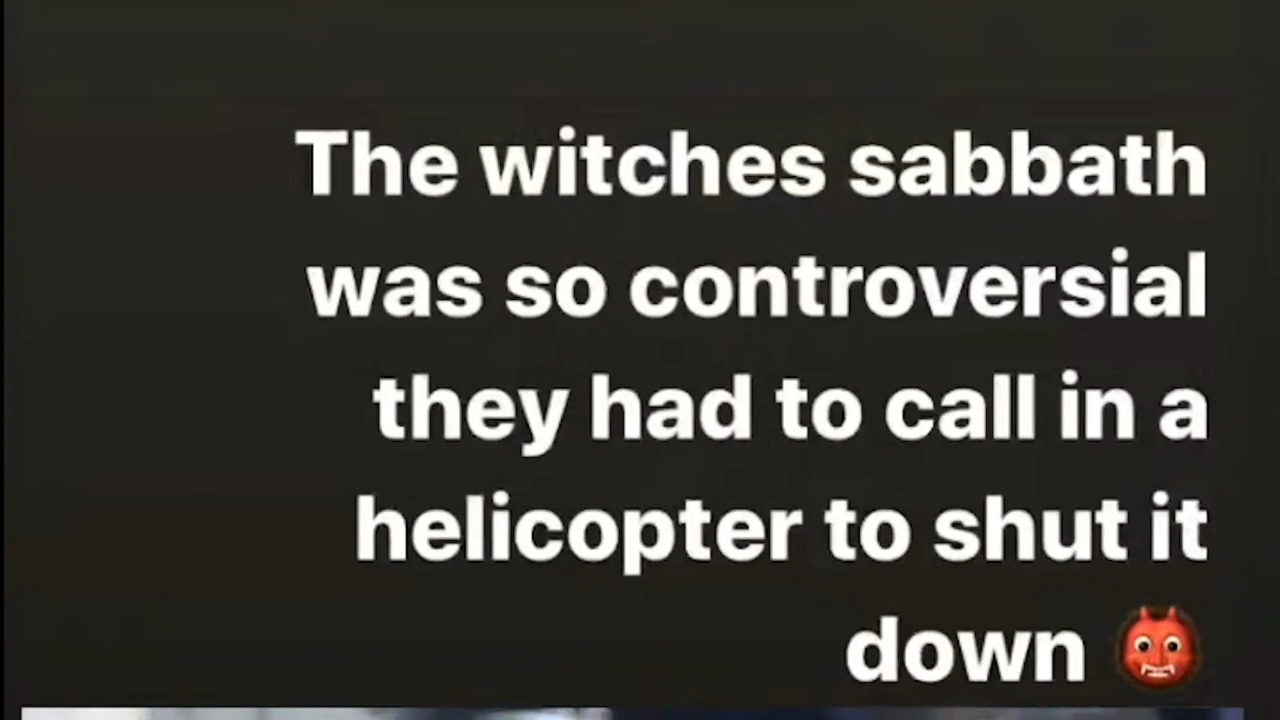 The witches sabbath
was so controversial
they had to call in a
helicopter to shut it
down 👹